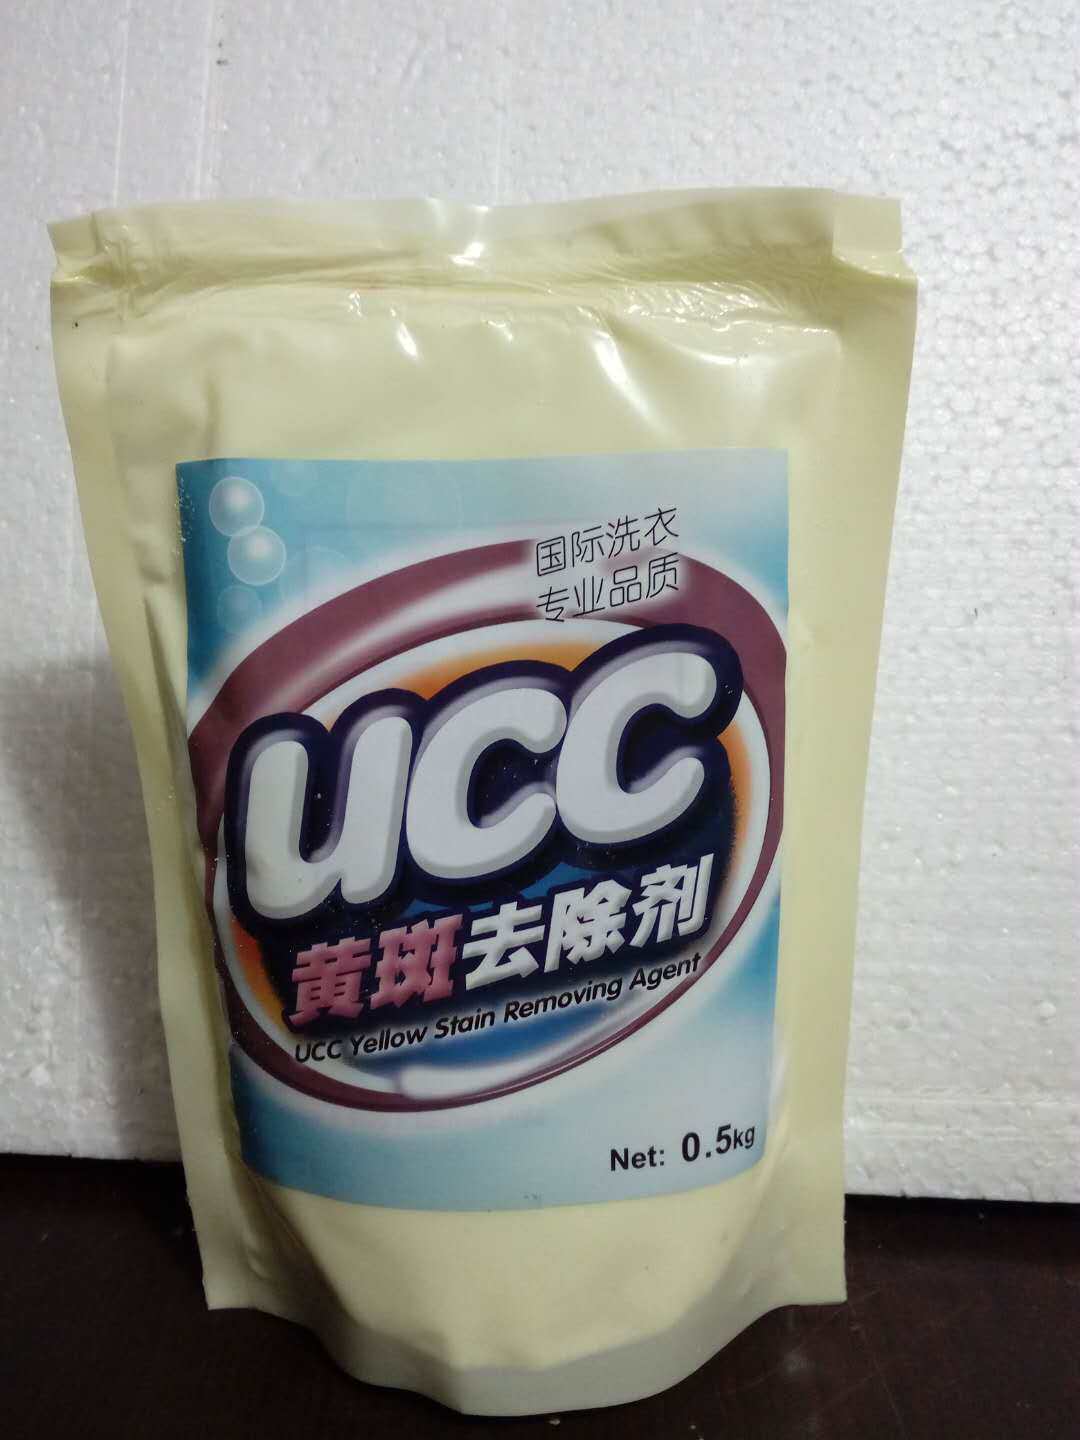 国际洗衣
专业品质
UCC
黄斑去除剂
UCC Yellow Stain Removing Agent
Net: 0.5kg